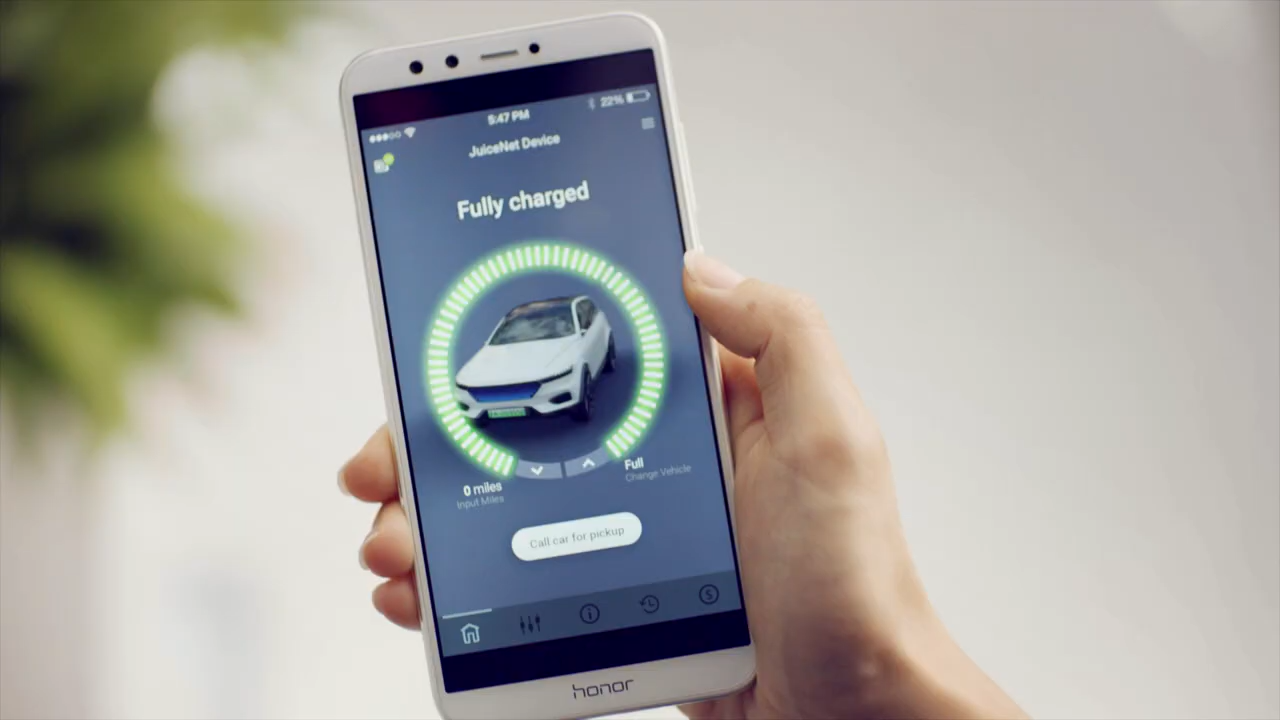 5:47 PM
22%
JuiceNet Device
Fully charged
0 miles
Input Miles
Full
Change Vehicle
Call car for pickup
honor